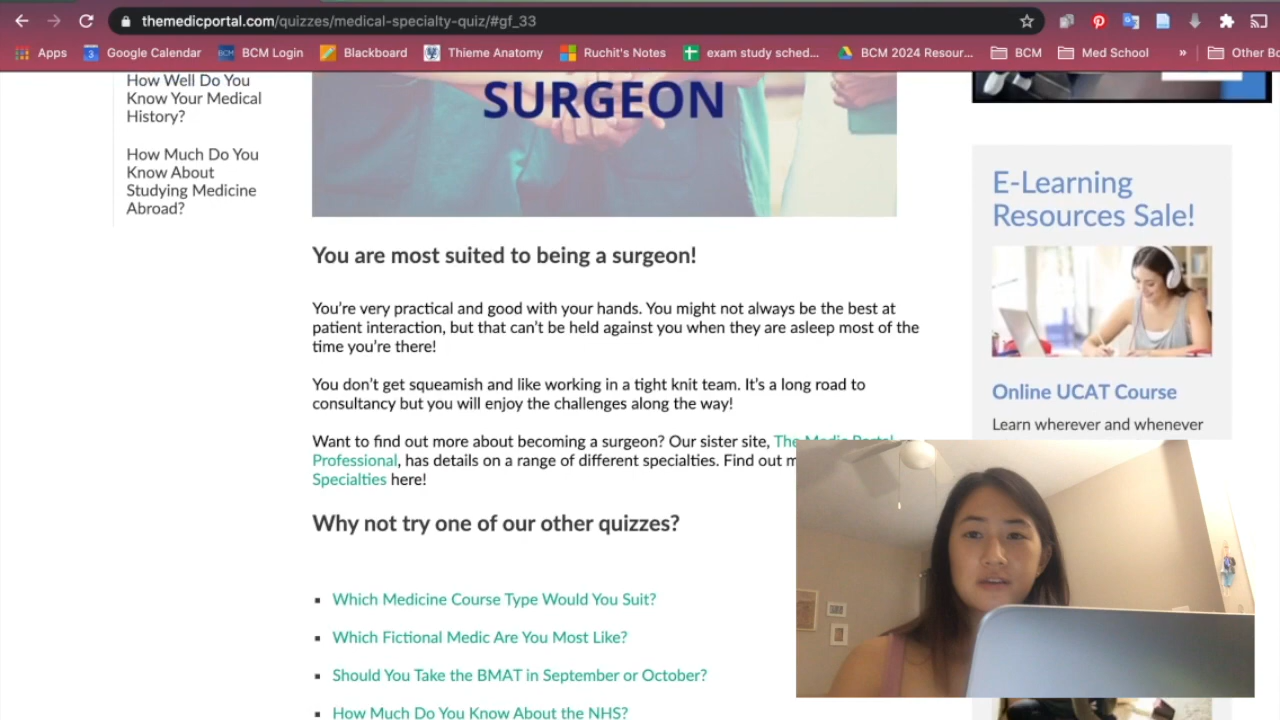 themedicportal.com/quizzes/medical-specialty-quiz/#gf_33
Apps
Google Calendar
BCM Login
Blackboard
Thieme Anatomy
Ruchit's Notes
exam study sched...
BCM 2024 Resour...
BCM
Med School
»
How Well Do You
Know Your Medical
History?
How Much Do You
Know About
Studying Medicine
Abroad?
SURGEON
You are most suited to being a surgeon!
You're very practical and good with your hands. You might not always be the best at
patient interaction, but that can't be held against you when they are asleep most of the
time you're there!
You don't get squeamish and like working in a tight knit team. It's a long road to
consultancy but you will enjoy the challenges along the way!
Want to find out more about becoming a surgeon? Our sister site, The Medic Portal
Professional, has details on a range of different specialties. Find out
Specialties here!
Why not try one of our other quizzes?
Which Medicine Course Type Would You Suit?
Which Fictional Medic Are You Most Like?
Should You Take the BMAT in September or October?
How Much Do You Know About the NHS?
E-Learning
Resources Sale!
Online UCAT Course
Learn wherever and whenever
Other